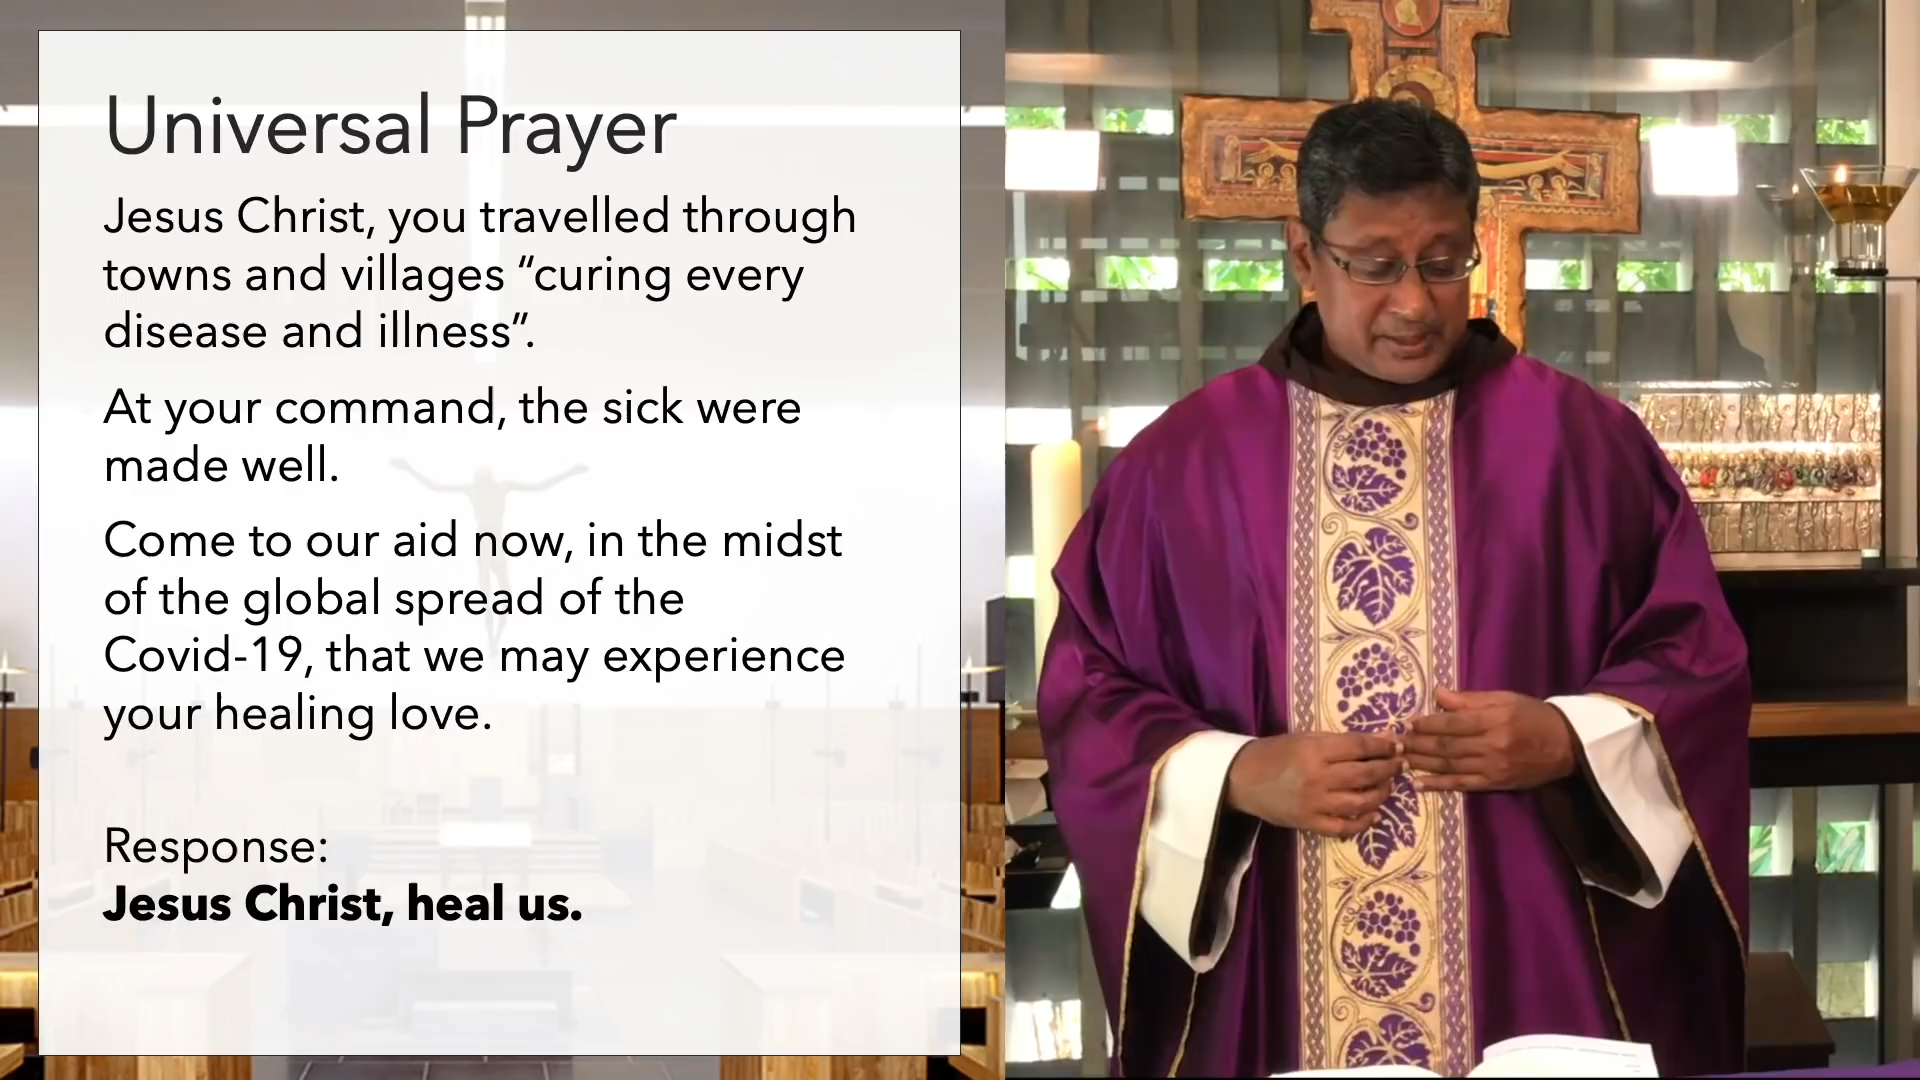 Universal Prayer
Jesus Christ, you travelled through
towns and villages “curing every
disease and illness”.
At your command, the sick were
made well.
Come to our aid now, in the midst
of the global spread of the
Covid-19, that we may experience
your healing love.
Response:
Jesus Christ, heal us.